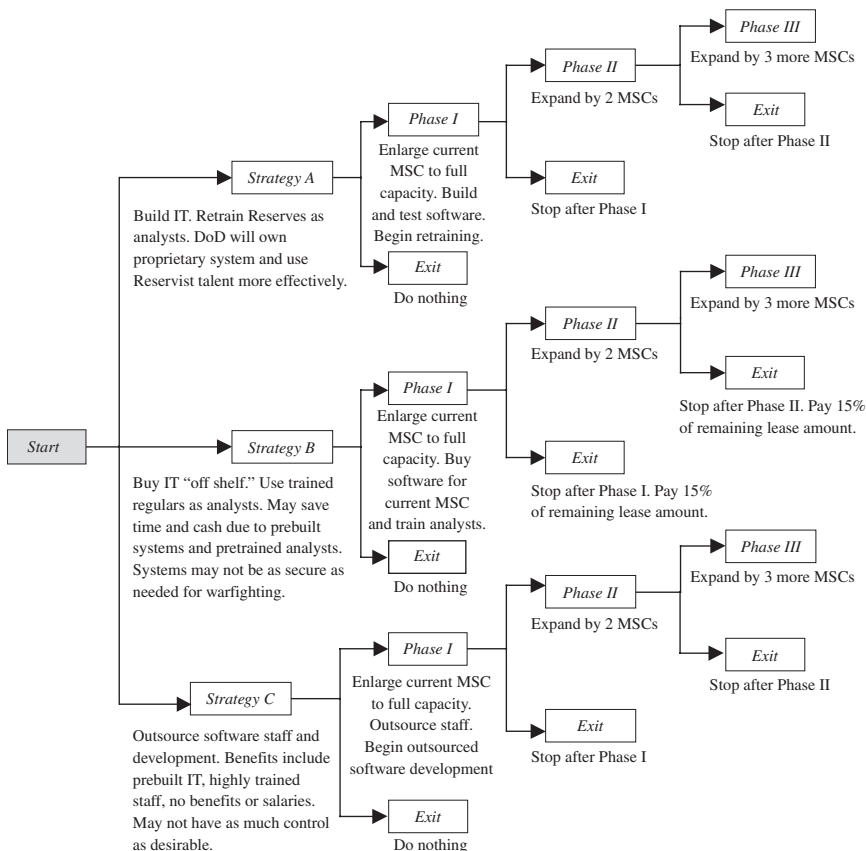 Phase III
Expand by 3 more MSCs
Phase II
Expand by 2 MSCs
Exit
Stop after Phase II
Phase I
Enlarge current
MSC to full
capacity. Build
and test software.
Begin retraining.
Exit
Stop after Phase I
Strategy A
Build IT. Retrain Reserves as
analysts. DoD will own
proprietary system and use
Reservist talent more effectively.
Exit
Do nothing
Phase III
Expand by 3 more MSCs
Phase II
Expand by 2 MSCs
Exit
Stop after Phase II. Pay 15%
of remaining lease amount.
Phase I
Enlarge current
MSC to full
capacity. Buy
software for
current MSC
and train analysts.
Exit
Stop after Phase I. Pay 15%
of remaining lease amount.
Start
Strategy B
Buy IT “off shelf.” Use trained
regulars as analysts. May save
time and cash due to prebuilt
systems and pretrained analysts.
Systems may not be as secure as
needed for warfighting.
Exit
Do nothing
Phase III
Expand by 3 more MSCs
Phase II
Expand by 2 MSCs
Exit
Stop after Phase II
Phase I
Enlarge current MSC
to full capacity.
Outsource staff.
Begin outsourced
software development
Exit
Stop after Phase I
Strategy C
Outsource software staff and
development. Benefits include
prebuilt IT, highly trained
staff, no benefits or salaries.
May not have as much control
as desirable.
Exit
Do nothing